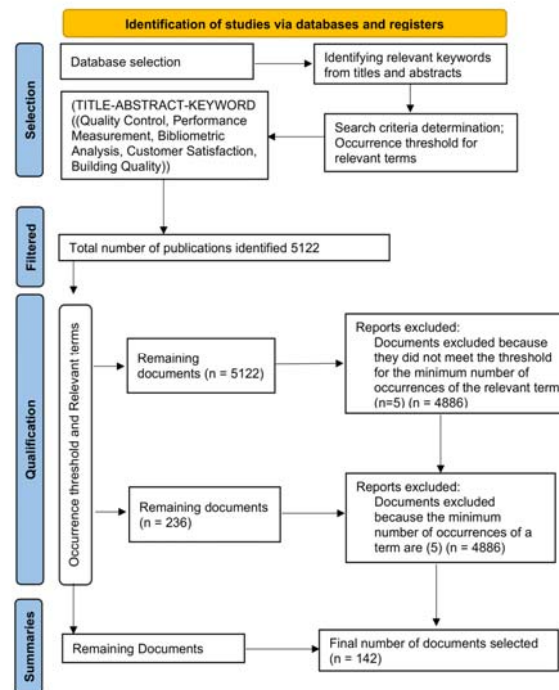 Identification of studies via databases and registers
Selection
Database selection
Identifying relevant keywords
from titles and abstracts
(TITLE-ABSTRACT-KEYWORD
((Quality Control, Performance
Measurement, Bibliometric
Analysis, Customer Satisfaction,
Building Quality))
Search criteria determination;
Occurrence threshold for
relevant terms
Filtered
Total number of publications identified 5122
Qualification
Occurrence threshold and Relevant terms
Remaining
documents (n = 5122)
Reports excluded:
Documents excluded because
they did not meet the threshold
for the minimum number of
occurrences of the relevant term
(n=5) (n = 4886)
Remaining documents
(n = 236)
Reports excluded:
Documents excluded
because the minimum
number of occurrences of a
term are (5) (n = 4886)
Summaries
Remaining Documents
Final number of documents selected
(n = 142)